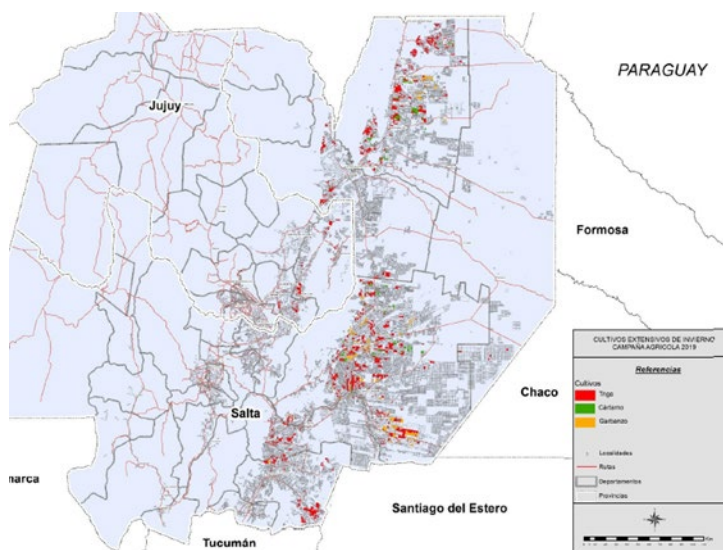 PARAGUAY
Jujuy
Formosa
CULTIVOS EXTENSIVOS DE INVIERNO
CAMPAÑA AGRICOLA 2019
Referencias
Cultivos
Trigo
Cártamo
Garbanzo
Chaco
Salta
Localidades
Rutas
Departamentos
Provincias
marca
Santiago del Estero
Tucumán